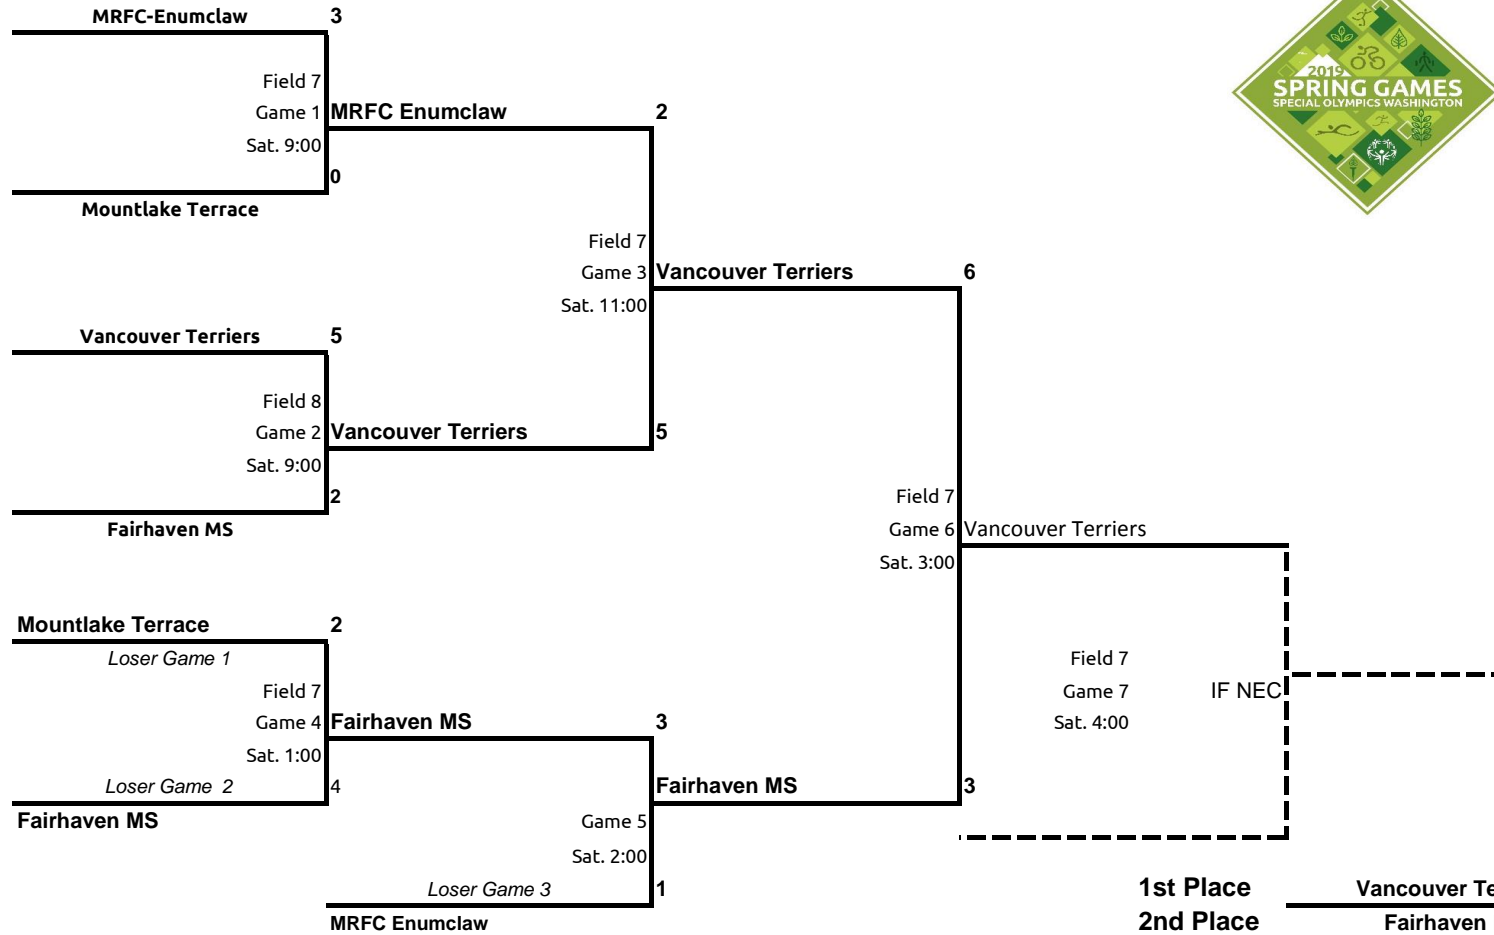 MRFC-Enumclaw 3
2019
SPRING GAMES
SPECIAL OLYMPICS WASHINGTON
Field 7
Game 1 MRFC Enumclaw 2
Sat. 9:00
0
Mountlake Terrace
Field 7
Game 3 Vancouver Terriers 6
Sat. 11:00
Vancouver Terriers 5
Field 8
Game 2 Vancouver Terriers 5
Sat. 9:00
2
Fairhaven MS
Field 7
Game 6 Vancouver Terriers
Sat. 3:00
Mountlake Terrace 2
Loser Game 1
Field 7
Game 4 Fairhaven MS 3
Sat. 1:00
Loser Game 2 4
Fairhaven MS
Field 7
Game 7 IF NEC
Sat. 4:00
Fairhaven MS 3
Game 5
Sat. 2:00
Loser Game 3 1
MRFC Enumclaw
1st Place Vancouver Te
2nd Place Fairhaven